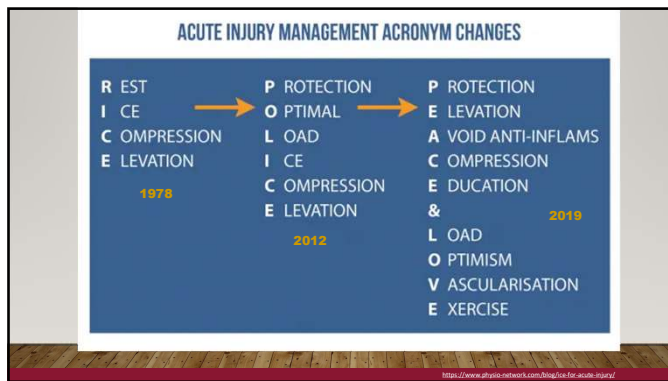 ACUTE INJURY MANAGEMENT ACRONYM CHANGES
R EST
I CE
C OMPRESSION
E LEVATION
1978
P ROTECTION
O PTIMAL
L OAD
I CE
C OMPRESSION
E LEVATION
2012
P ROTECTION
E LEVATION
A VOID ANTI-INFLAMS
C OMPRESSION
E DUCATION
&
2019
L OAD
O PTIMISM
V ASCULARISATION
E XERCISE
https://www.physio-network.com/blog/ice-for-acute-injury/